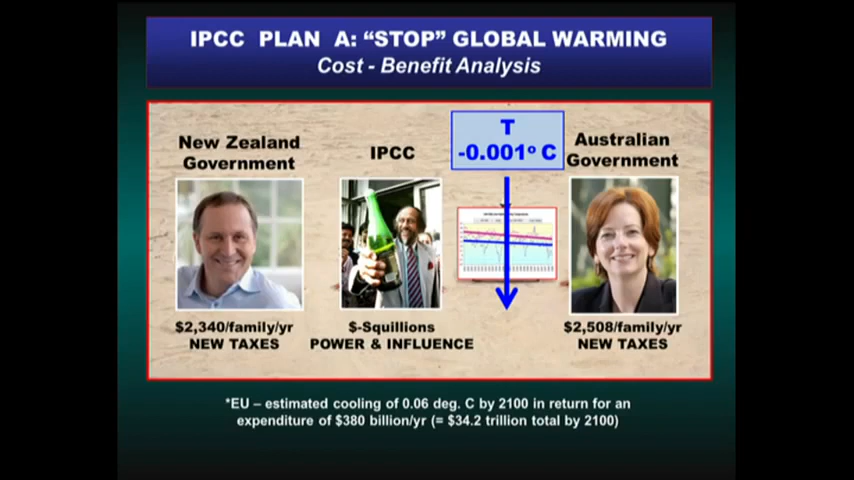 IPCC PLAN A: “STOP” GLOBAL WARMING
Cost - Benefit Analysis
New Zealand
Government
IPCC
T
-0.001º C
Australian
Government
$2,340/family/yr
NEW TAXES
$-Squillions
POWER & INFLUENCE
$2,508/family/yr
NEW TAXES
*EU – estimated cooling of 0.06 deg. C by 2100 in return for an
expenditure of $380 billion/yr (= $34.2 trillion total by 2100)